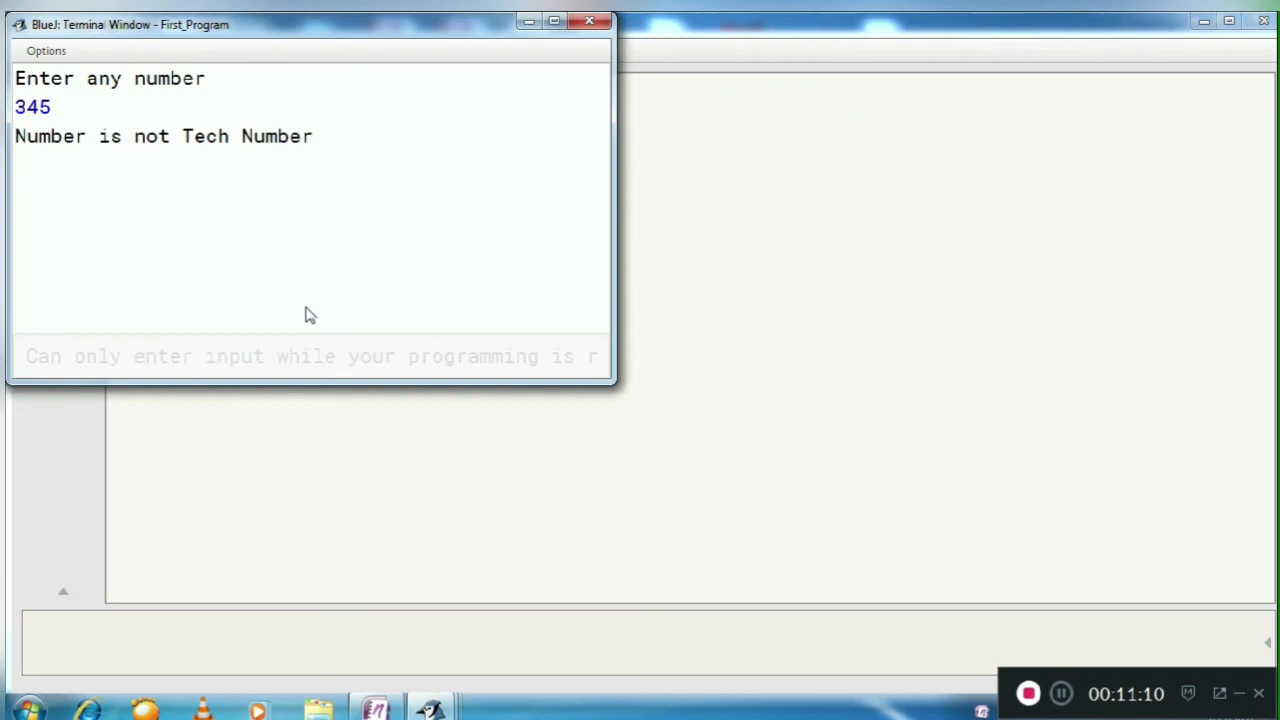 BlueJ: Terminal Window - First_Program
Options
Enter any number
345
Number is not Tech Number
Can only enter input while your programming is r
00:11:10